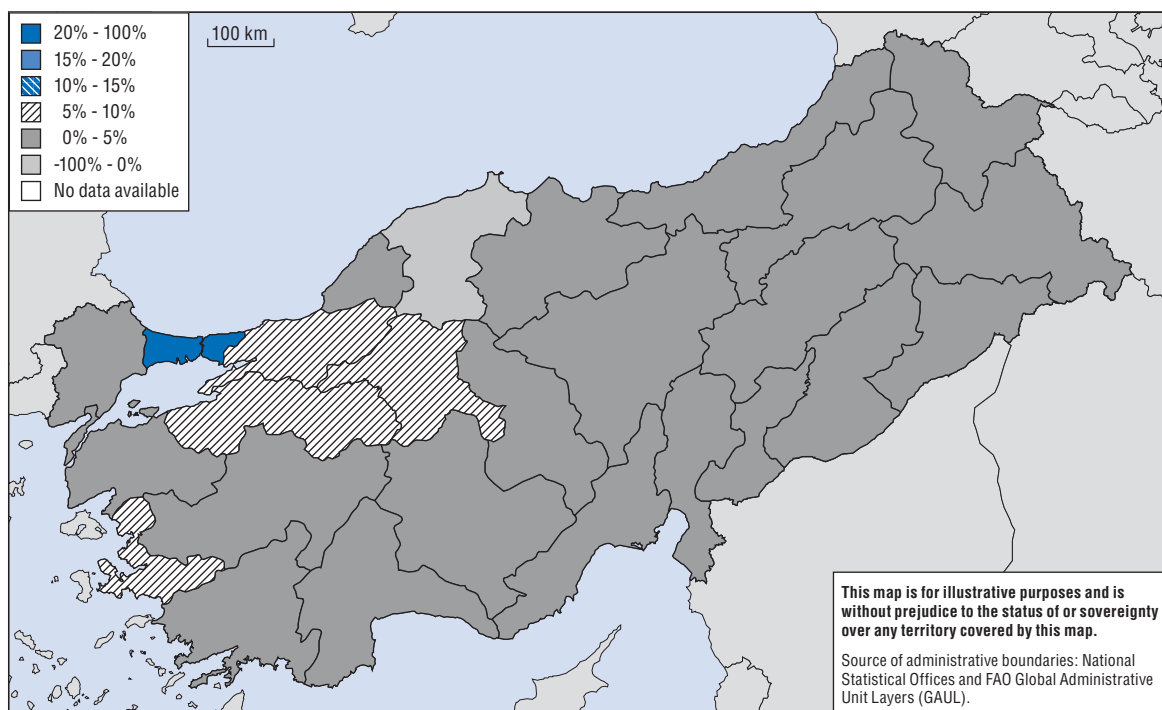 20% - 100%
15% - 20%
10% - 15%
5% - 10%
0% - 5%
-100% - 0%
No data available
100 km
This map is for illustrative purposes and is
without prejudice to the status of or sovereignty
over any territory covered by this map.
Source of administrative boundaries: National
Statistical Offices and FAO Global Administrative
Unit Layers (GAUL).